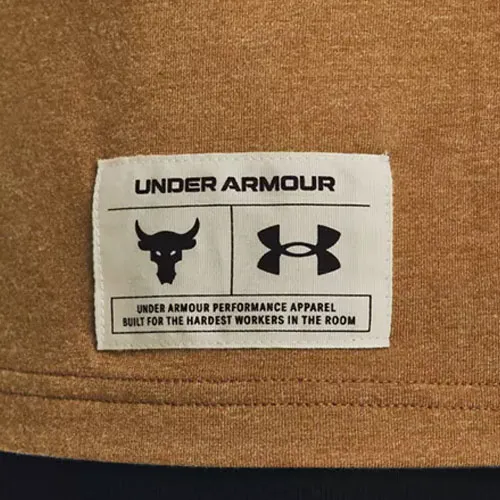 UNDER ARMOUR
UNDER ARMOUR PERFORMANCE APPAREL
BUILT FOR THE HARDEST WORKERS IN THE ROOM